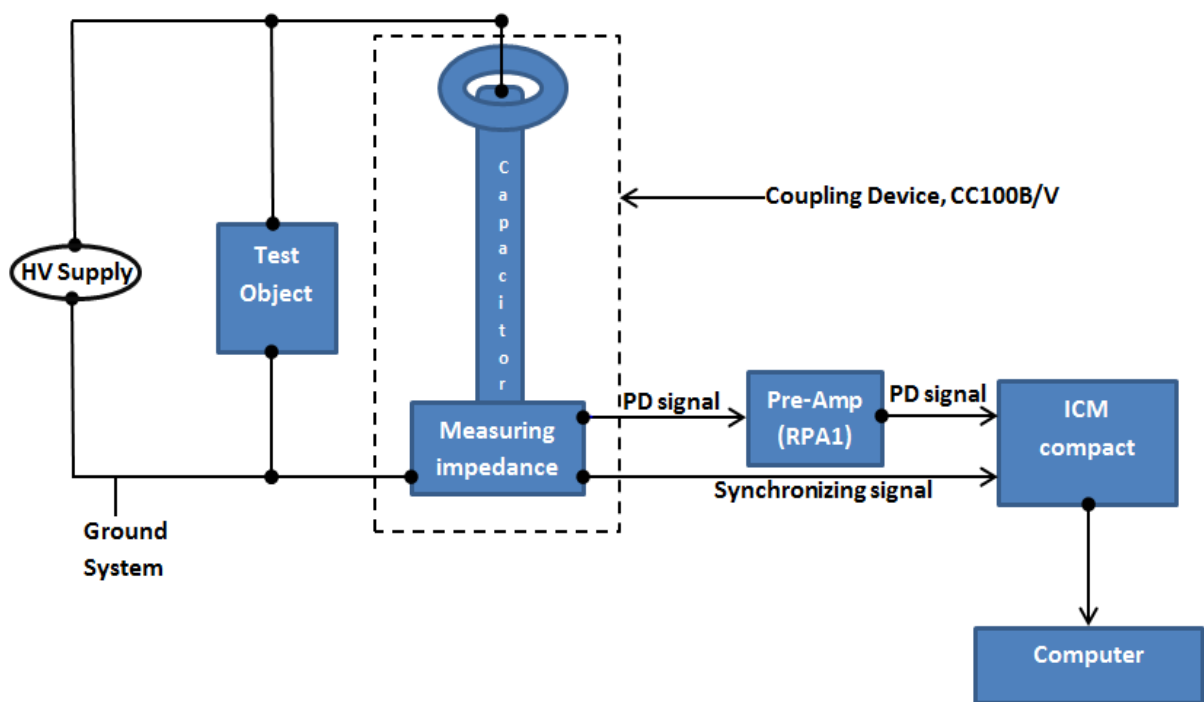 Capacitor
Coupling Device, CC100B/V
HV Supply
Test
Object
PD signal
Pre-Amp
(RPA1)
PD signal
ICM
compact
Measuring
impedance
Synchronizing signal
Ground
System
Computer